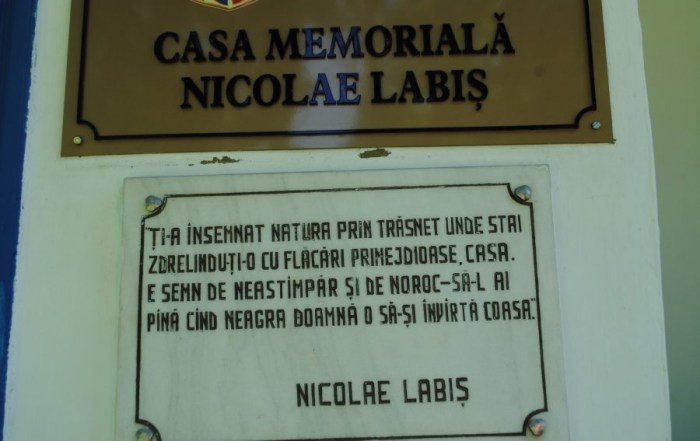 CASA MEMORIALĂ
NICOLAE LABIȘ
ȚI-A ÎNSEMNAT NATURA PRIN TRĂSNET UNDE STAI
ZDRELINDU-ȚI-O CU FLĂCĂRI PRIMEJDIOASE, CASA.
E SEMN DE NEASTÎMPĂR ȘI DE NOROC-SĂ-L AI
PÎNĂ CÎND NEAGRA DOAMNĂ O SĂ-ȘI ÎNVÎRTĂ COASA."
NICOLAE LABIȘ